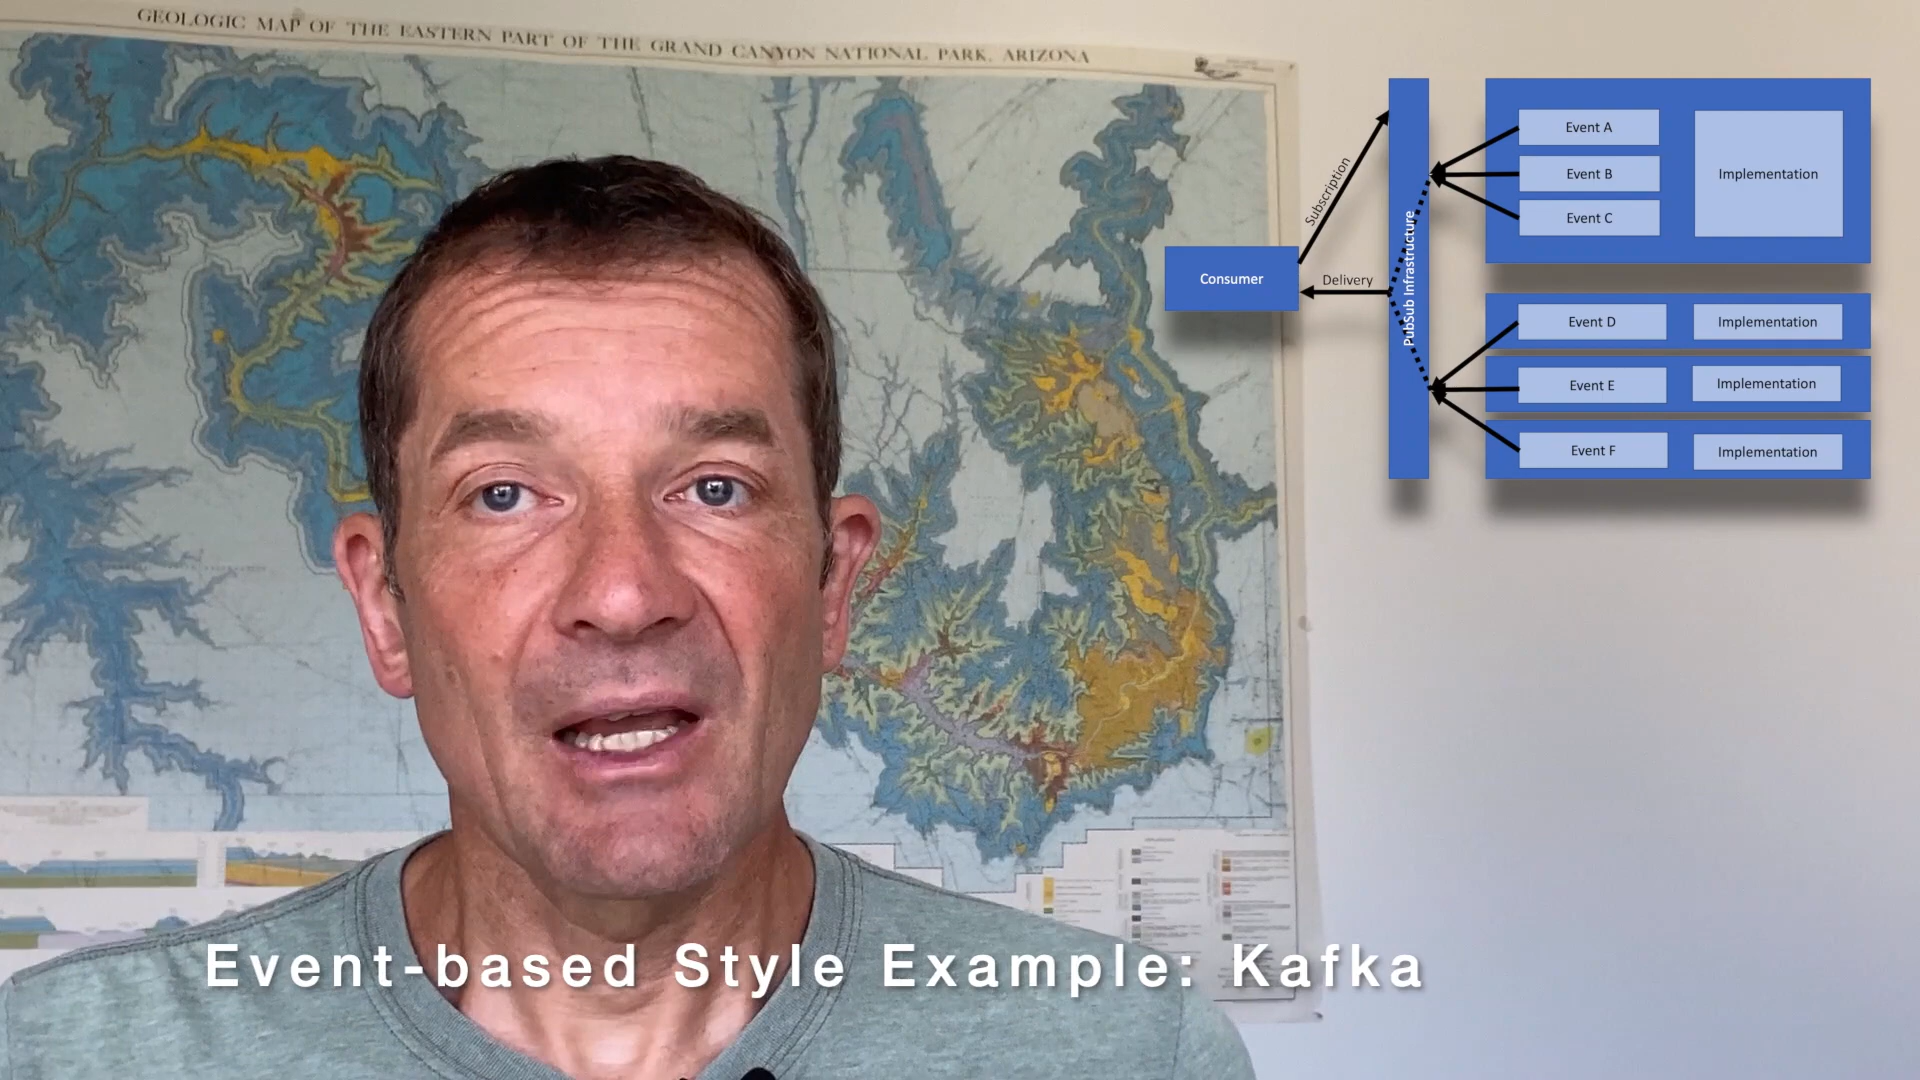 GEOLOGIC MAP OF THE EASTERN PART OF THE GRAND CANYON NATIONAL PARK, ARIZONA
Subscription
Consumer
Delivery
PubSub Infrastructure
Event A
Event B
Event C
Implementation
Event D
Implementation
Event E
Implementation
Event F
Implementation
Event-based Style Example: Kafka